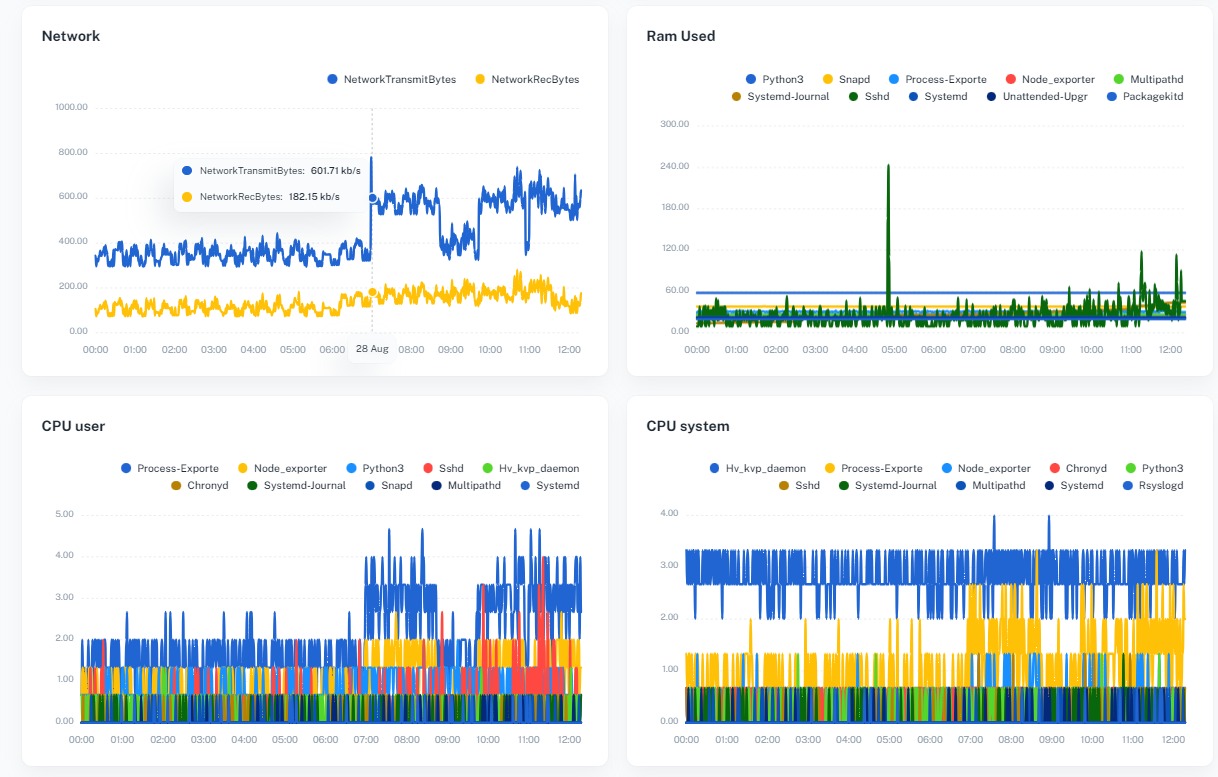 Network
NetworkTransmitBytes NetworkRecBytes
1000.00
800.00
NetworkTransmitBytes: 601.71 kb/s
NetworkRecBytes: 182.15 kb/s
600.00
400.00
200.00
0.00
00:00 01:00 02:00 03:00 04:00 05:00 06:00 28 Aug 08:00 09:00 10:00 11:00 12:00
Ram Used
Python3 Snapd Process-Exporte Node_exporter Multipathd
Systemd-Journal Sshd Systemd Unattended-Upgr Packagekitd
300.00
240.00
180.00
120.00
60.00
0.00
00:00 01:00 02:00 03:00 04:00 05:00 06:00 07:00 08:00 09:00 10:00 11:00 12:00
CPU user
Process-Exporte Node_exporter Python3 Sshd Hv_kvp_daemon
Chronyd Systemd-Journal Snapd Multipathd Systemd
5.00
4.00
3.00
2.00
1.00
0.00
00:00 01:00 02:00 03:00 04:00 05:00 06:00 07:00 08:00 09:00 10:00 11:00 12:00
CPU system
Hv_kvp_daemon Process-Exporte Node_exporter Chronyd Python3
Sshd Systemd-Journal Multipathd Systemd Rsyslogd
4.00
3.00
2.00
1.00
0.00
00:00 01:00 02:00 03:00 04:00 05:00 06:00 07:00 08:00 09:00 10:00 11:00 12:00